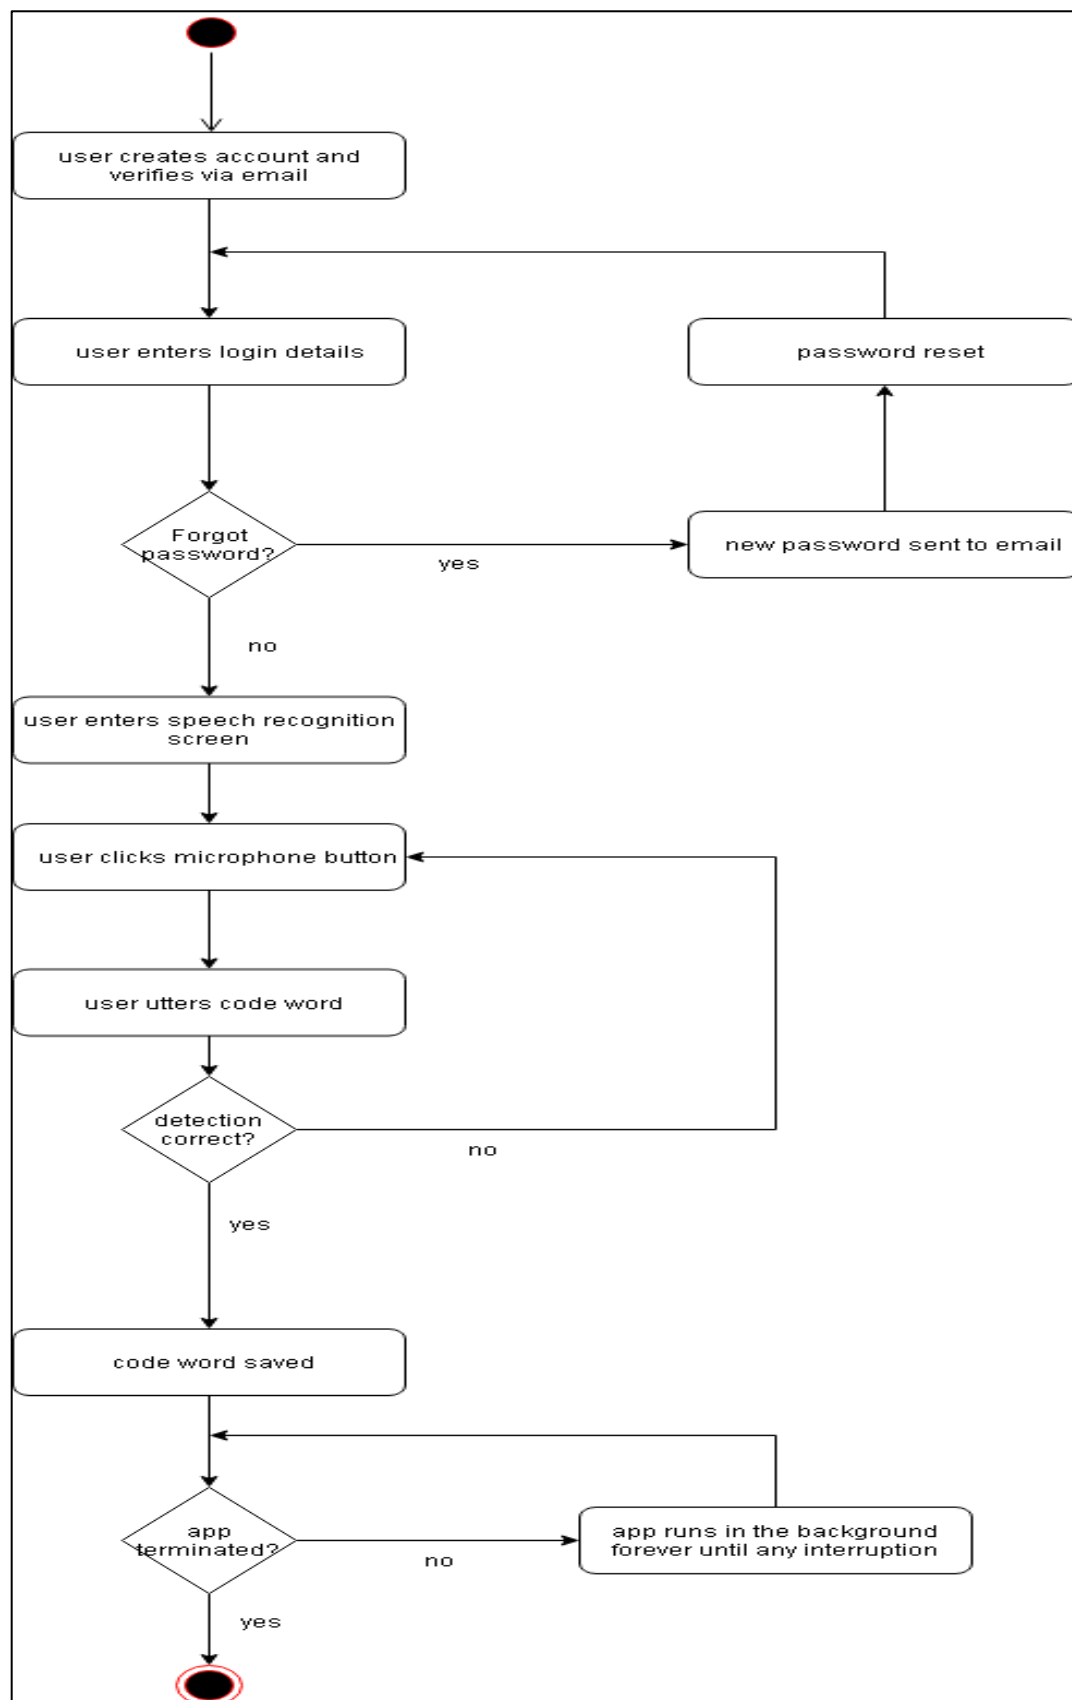 user creates account and
verifies via email
user enters login details
password reset
Forgot
password?
yes
new password sent to email
no
user enters speech recognition
screen
user clicks microphone button
user utters code word
detection
correct?
no
yes
code word saved
app
terminated?
no
app runs in the background
forever until any interruption
yes